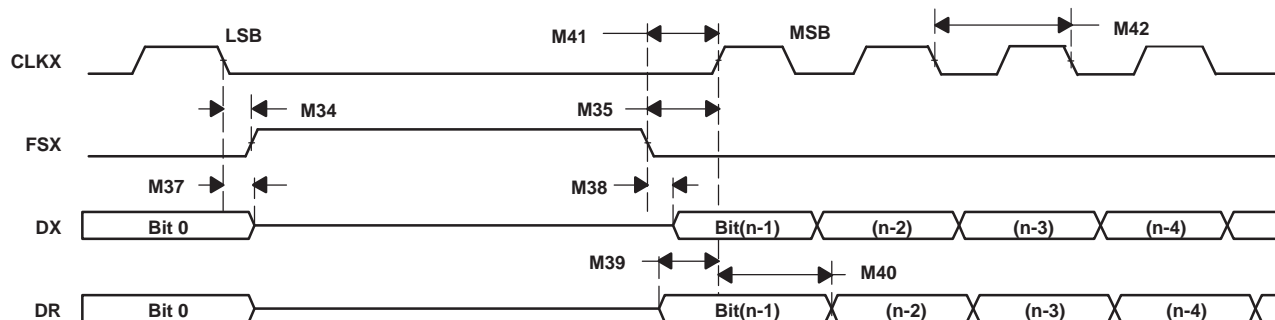 LSB
M41
MSB
M42
CLKX
M34
M35
FSX
M37
M38
DX
Bit 0
Bit(n-1)
(n-2)
(n-3)
(n-4)
M39
M40
DR
Bit 0
Bit(n-1)
(n-2)
(n-3)
(n-4)